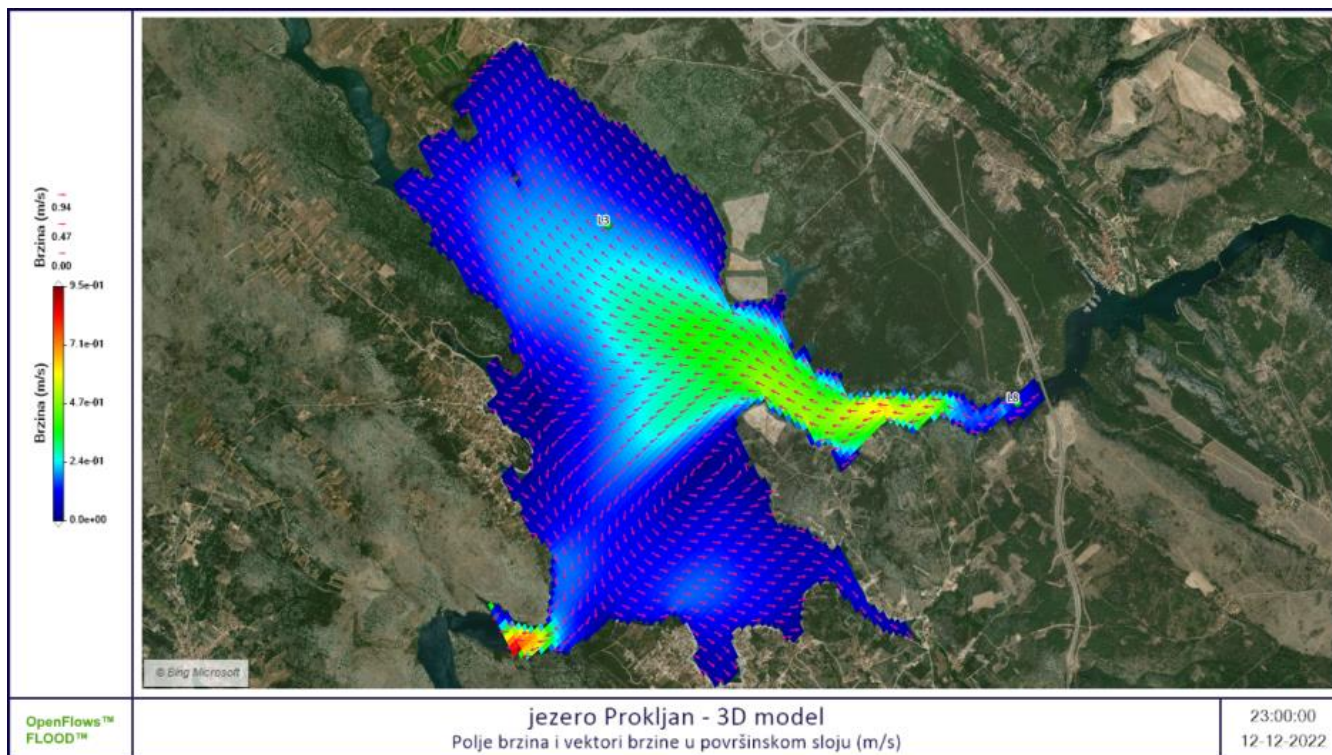 Brzina (m/s)
0.94
0.47
0.00
Brzina (m/s)
9.5e-01
7.1e-01
4.7e-01
2.4e-01
0.0e+00
L3
L8
© Bing Microsoft
OpenFlows™
FLOOD™
jezero Prokljan - 3D model
Polje brzina i vektori brzine u površinskom sloju (m/s)
23:00:00
12-12-2022